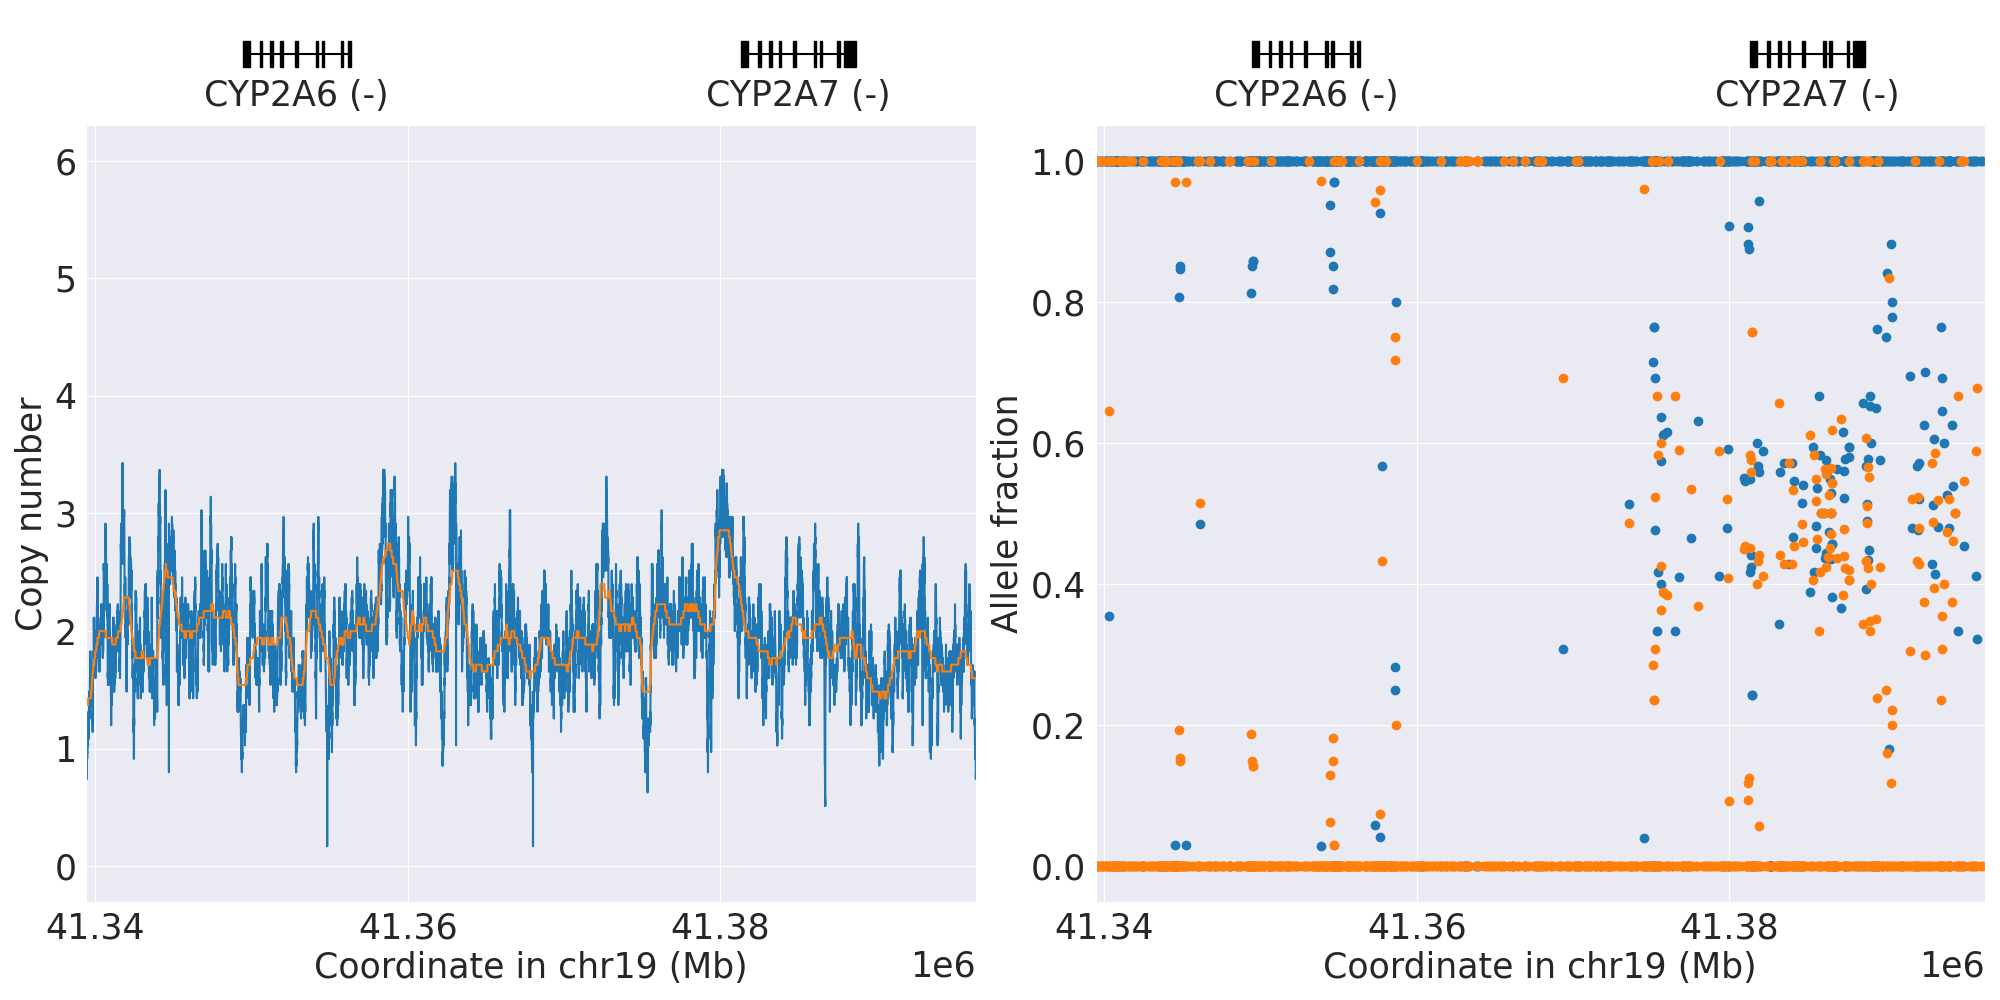 CYP2A6 (-)
CYP2A7 (-)
6
5
4
3
2
1
0
Copy number
41.34
41.36
41.38
Coordinate in chr19 (Mb)
1e6
CYP2A6 (-)
CYP2A7 (-)
1.0
0.8
0.6
0.4
0.2
0.0
Allele fraction
41.34
41.36
41.38
Coordinate in chr19 (Mb)
1e6